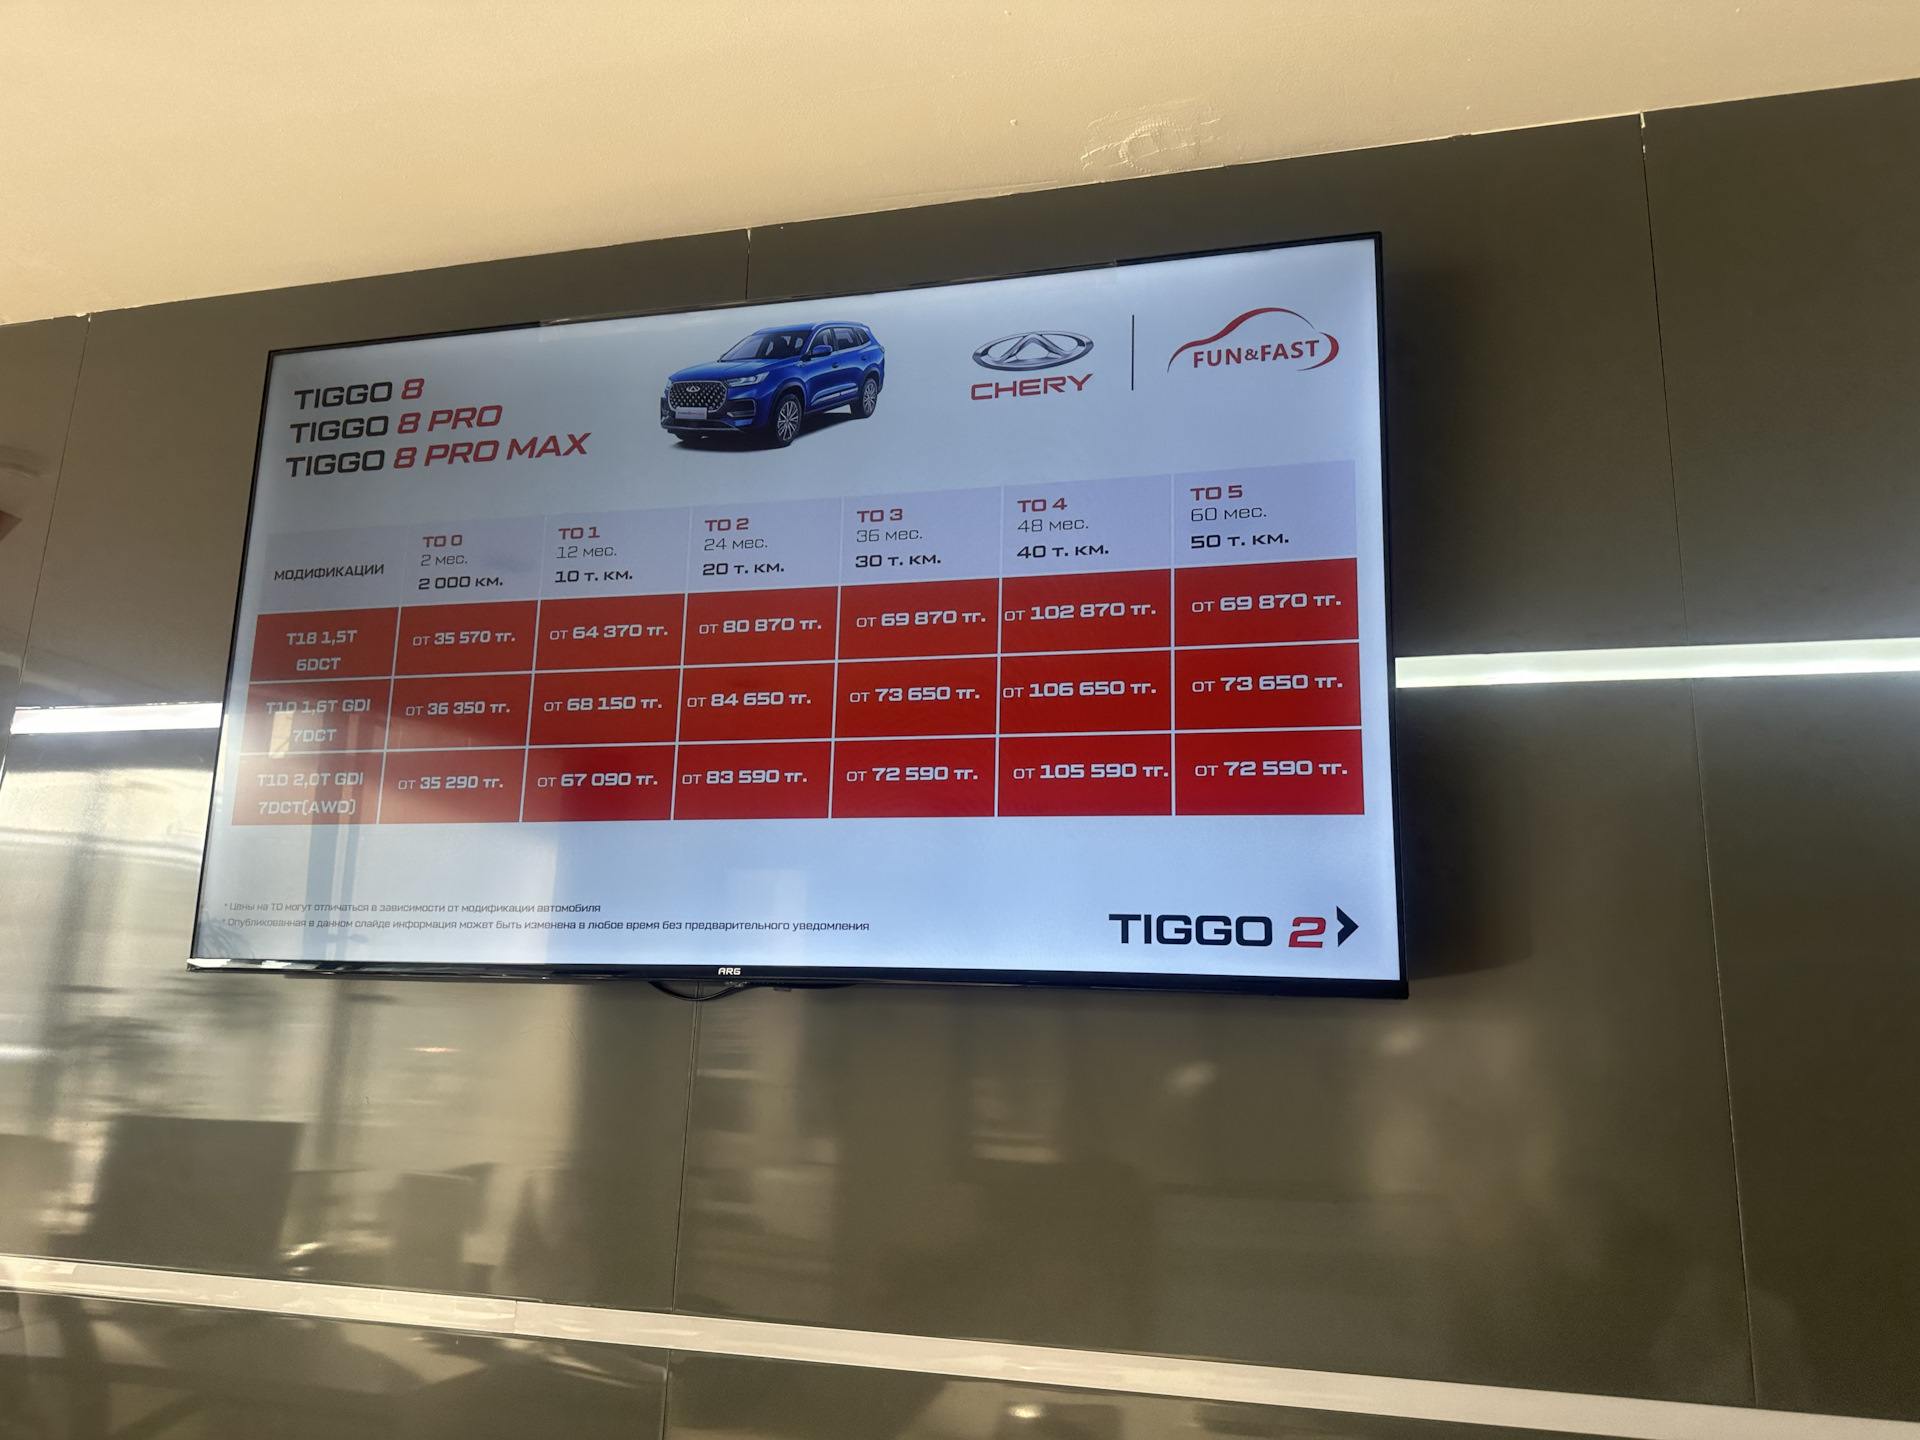 TIGGO 8
TIGGO 8 PRO
TIGGO 8 PRO MAX
CHERY
FUN&FAST
МОДИФИКАЦИИ
ТО 0
2 мес.
2 000 км.
ТО 1
12 мес.
10 т. км.
ТО 2
24 мес.
20 т. км.
ТО 3
36 мес.
30 т. км.
ТО 4
48 мес.
40 т. км.
ТО 5
60 мес.
50 т. км.
T18 1,5T
6DCT
от 35 570 тг.
от 64 370 тг.
от 80 870 тг.
от 69 870 тг.
от 102 870 тг.
от 69 870 тг.
T1D 1,6T GDI
7DCT
от 36 350 тг.
от 68 150 тг.
от 84 650 тг.
от 73 650 тг.
от 106 650 тг.
от 73 650 тг.
T1D 2,0T GDI
7DCT(AWD)
от 35 290 тг.
от 67 090 тг.
от 83 590 тг.
от 72 590 тг.
от 105 590 тг.
от 72 590 тг.
* Цены на ТО могут отличаться в зависимости от модификации автомобиля
* Опубликованная в данном слайде информация может быть изменена в любое время без предварительного уведомления
TIGGO 2
ARG